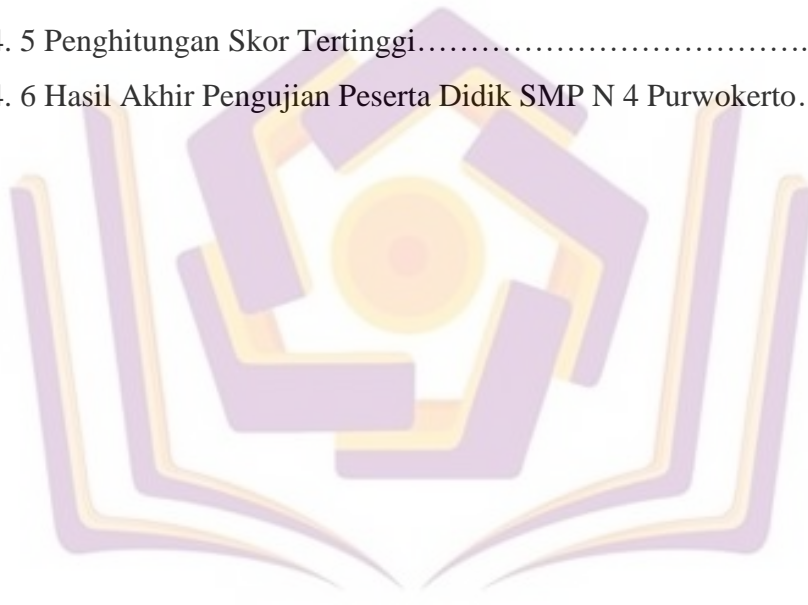 4. 5 Penghitungan Skor Tertinggi……………………………………
4. 6 Hasil Akhir Pengujian Peserta Didik SMP N 4 Purwokerto.